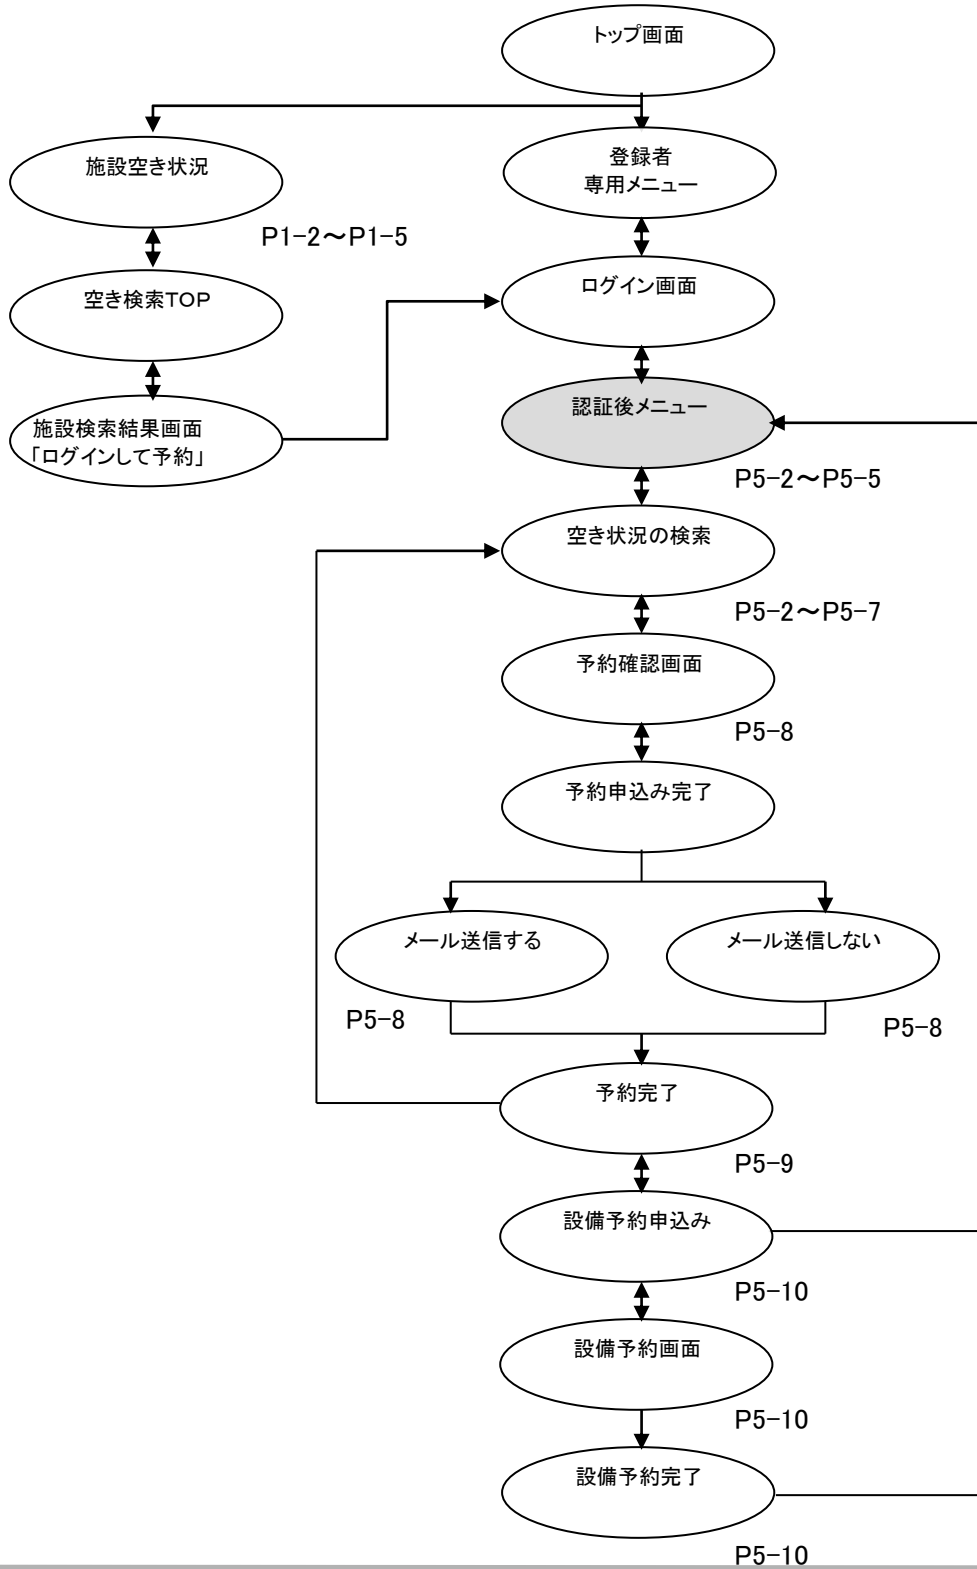 トップ画面
施設空き状況
登録者
専用メニュー
P1-2～P1-5
空き検索TOP
ログイン画面
施設検索結果画面
「ログインして予約」
認証後メニュー
P5-2～P5-5
空き状況の検索
P5-2～P5-7
予約確認画面
P5-8
予約申込み完了
メール送信する
メール送信しない
P5-8
P5-8
予約完了
P5-9
設備予約申込み
P5-10
設備予約画面
P5-10
設備予約完了
P5-10